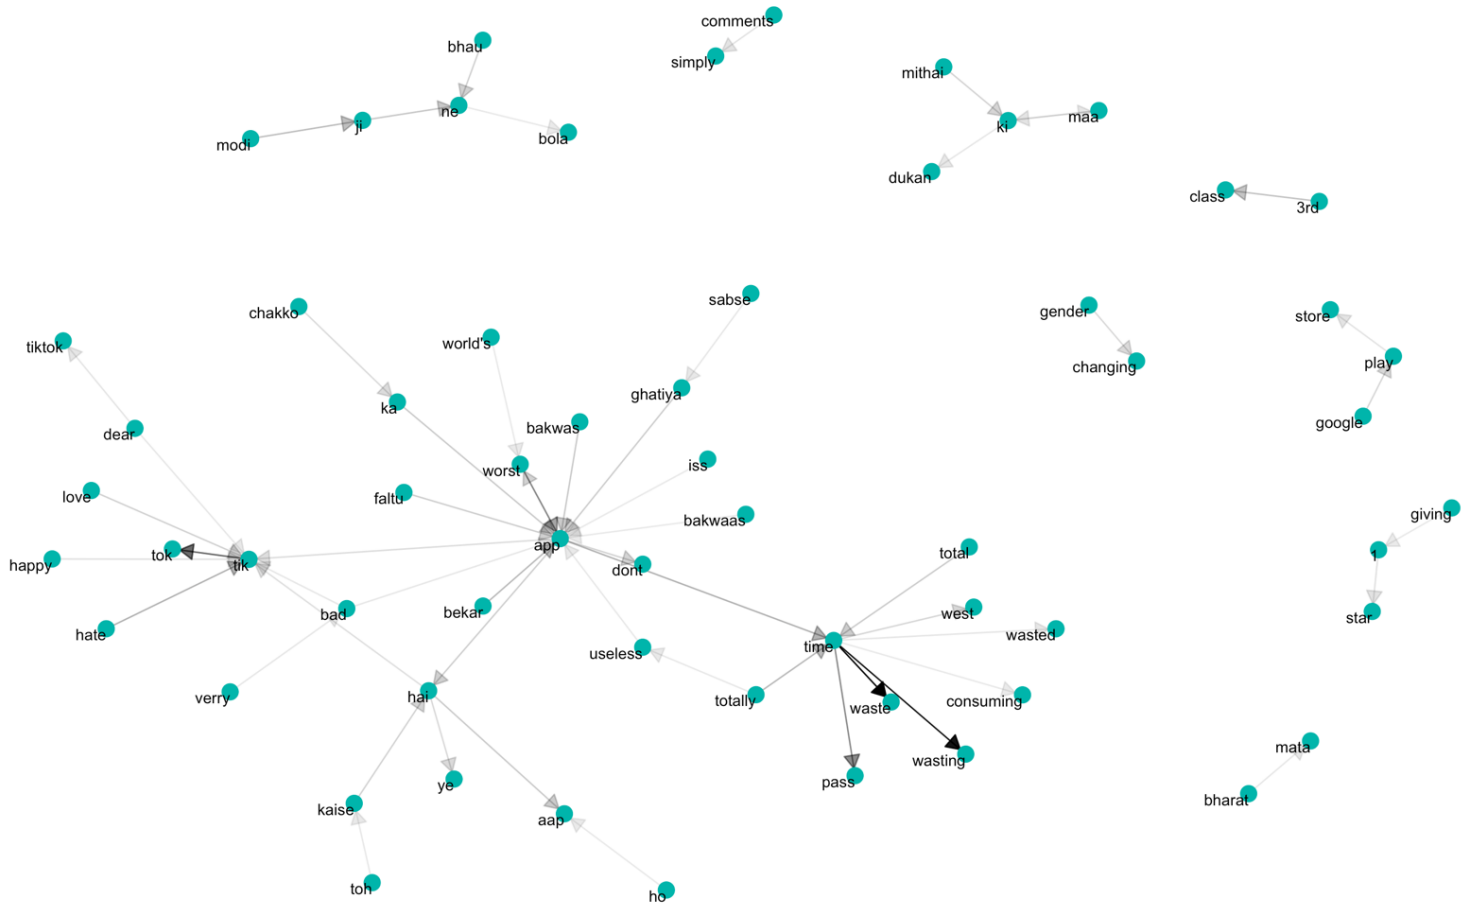 comments
bhau
simply
mithai
ne
ji
maa
ki
bola
modi
dukan
class
3rd
sabse
chakko
gender
store
world's
tiktok
changing
play
ghatiya
ka
google
bakwas
dear
iss
worst
love
faltu
giving
bakwaas
app
tok
total
1
tik
happy
dont
west
bad
bekar
star
hate
wasted
time
useless
hai
verry
totally
consuming
waste
mata
wasting
pass
ye
bharat
kaise
aap
toh
ho